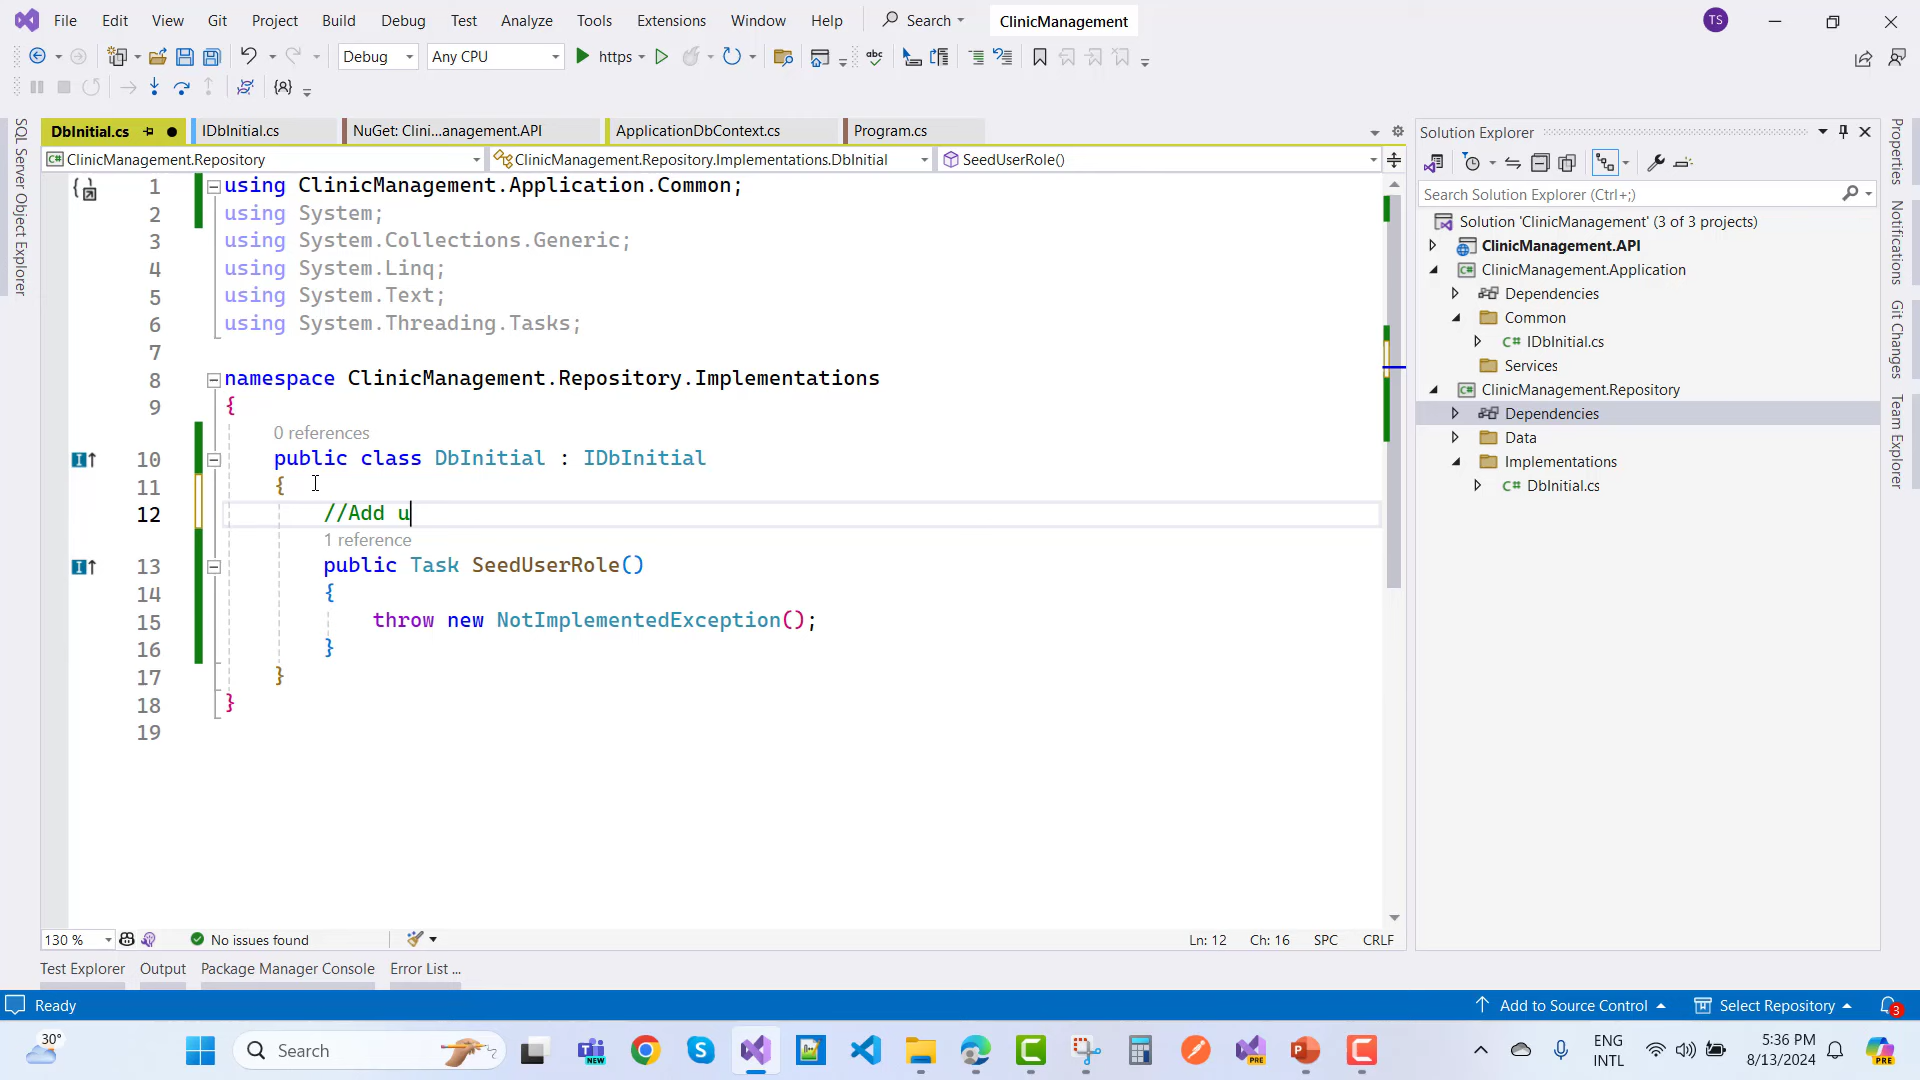 File Edit View Git Project Build Debug Test Analyze Tools Extensions Window Help Search ClinicManagement TS
Debug Any CPU https
DbInitial.cs IDbInitial.cs NuGet: Clini...anagement.API ApplicationDbContext.cs Program.cs
ClinicManagement.Repository ClinicManagement.Repository.Implementations.DbInitial SeedUserRole()
SQL Server Object Explorer
1 using ClinicManagement.Application.Common;
2 using System;
3 using System.Collections.Generic;
4 using System.Linq;
5 using System.Text;
6 using System.Threading.Tasks;
7
8 namespace ClinicManagement.Repository.Implementations
9 {
0 references
10 public class DbInitial : IDbInitial
11 {
12 //Add u
1 reference
13 public Task SeedUserRole()
14 {
15 throw new NotImplementedException();
16 }
17 }
18 }
19
130 % No issues found Ln: 12 Ch: 16 SPC CRLF
Solution Explorer
Search Solution Explorer (Ctrl+;)
Solution 'ClinicManagement' (3 of 3 projects)
ClinicManagement.API
ClinicManagement.Application
Dependencies
Common
C# IDbInitial.cs
Services
ClinicManagement.Repository
Dependencies
Data
Implementations
C# DbInitial.cs
Properties
Notifications
Git Changes
Team Explorer
Test Explorer Output Package Manager Console Error List ...
Ready Add to Source Control Select Repository 3
30° Search NEW PRE ENG INTL 5:36 PM 8/13/2024 PRE